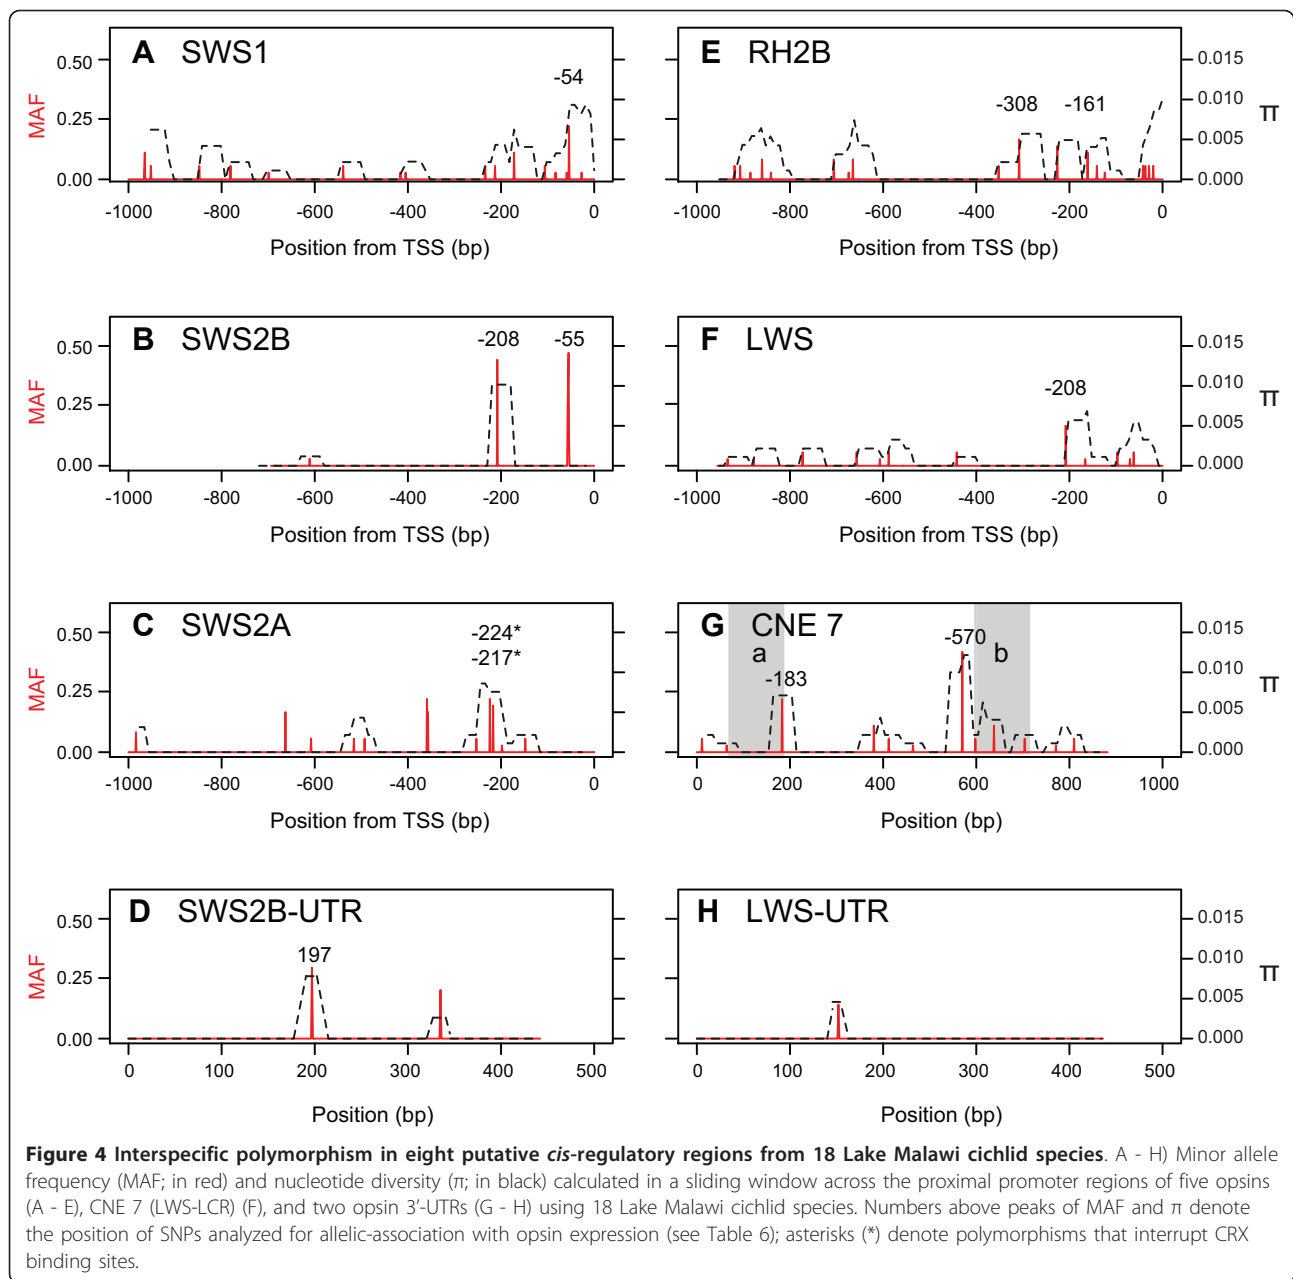 A SWS1
-54
0.50
0.25
0.00
MAF
-1000 -800 -600 -400 -200 0
Position from TSS (bp)
E RH2B
-308 -161
0.015
0.010
0.005
0.000
π
-1000 -800 -600 -400 -200 0
Position from TSS (bp)
B SWS2B
-208 -55
0.50
0.25
0.00
MAF
-1000 -800 -600 -400 -200 0
Position from TSS (bp)
F LWS
-208
0.015
0.010
0.005
0.000
π
-1000 -800 -600 -400 -200 0
Position from TSS (bp)
C SWS2A
-224*
-217*
0.50
0.25
0.00
MAF
-1000 -800 -600 -400 -200 0
Position from TSS (bp)
G CNE 7
a
-183
-570
b
0.015
0.010
0.005
0.000
π
0 200 400 600 800 1000
Position (bp)
D SWS2B-UTR
197
0.50
0.25
0.00
MAF
0 100 200 300 400 500
Position (bp)
H LWS-UTR
0.015
0.010
0.005
0.000
π
0 100 200 300 400 500
Position (bp)
Figure 4 Interspecific polymorphism in eight putative cis-regulatory regions from 18 Lake Malawi cichlid species. A - H) Minor allele
frequency (MAF; in red) and nucleotide diversity (π; in black) calculated in a sliding window across the proximal promoter regions of five opsins
(A - E), CNE 7 (LWS-LCR) (F), and two opsin 3’-UTRs (G - H) using 18 Lake Malawi cichlid species. Numbers above peaks of MAF and π denote
the position of SNPs analyzed for allelic-association with opsin expression (see Table 6); asterisks (*) denote polymorphisms that interrupt CRX
binding sites.